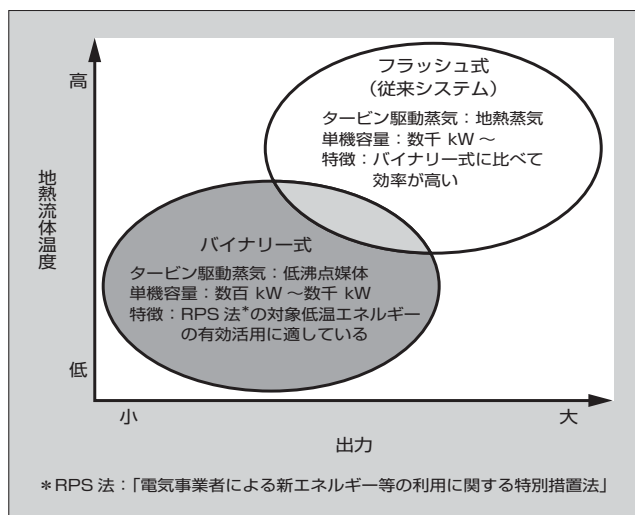 高
地熱流体温度
低
フラッシュ式
（従来システム）
タービン駆動蒸気：地熱蒸気
単機容量：数千 kW ～
特徴：バイナリー式に比べて
効率が高い
バイナリー式
タービン駆動蒸気：低沸点媒体
単機容量：数百 kW ～数千 kW
特徴：RPS 法*の対象低温エネルギー
の有効活用に適している
小
大
出力
＊RPS 法：「電気事業者による新エネルギー等の利用に関する特別措置法」